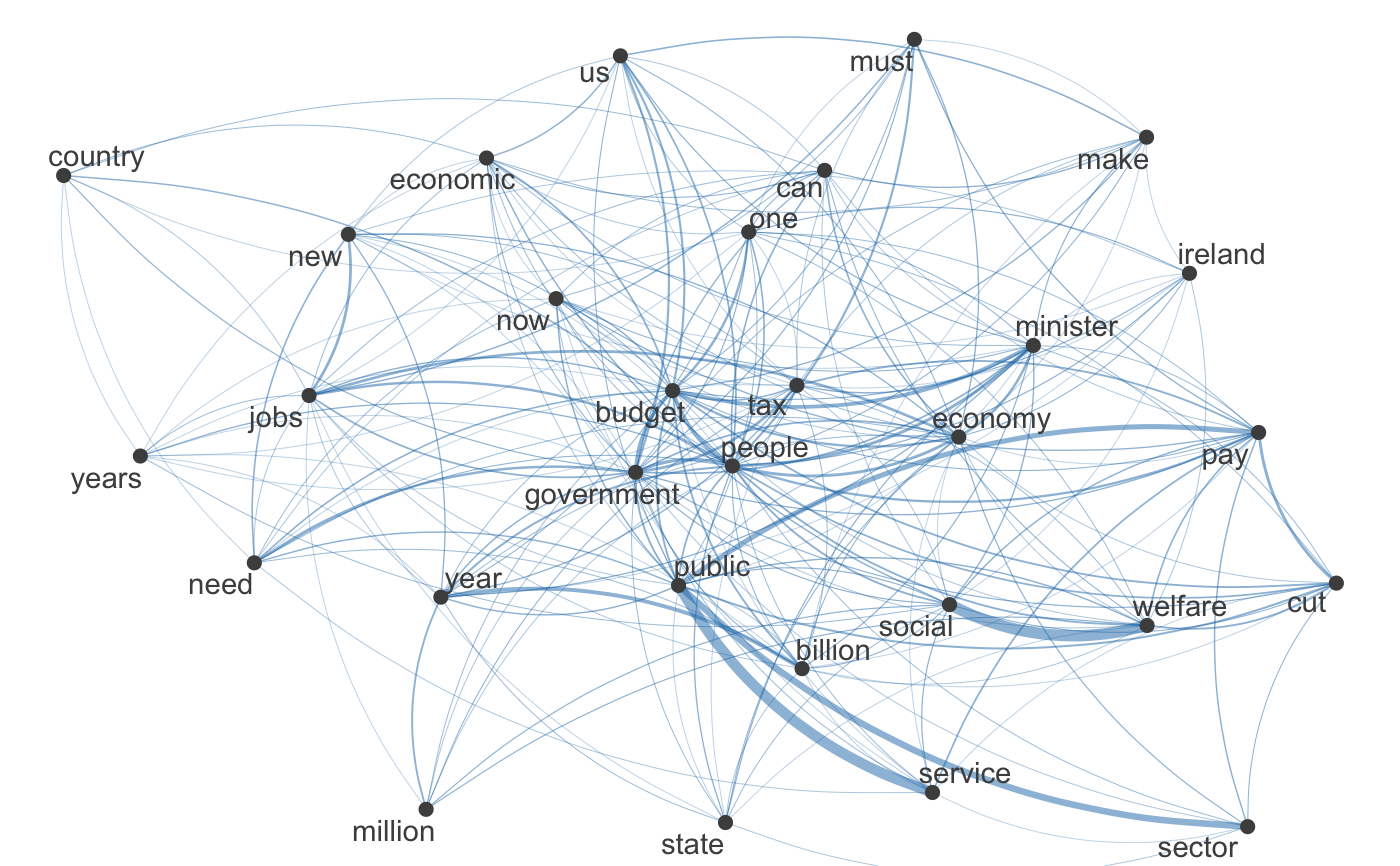 us
must
country
make
economic
can
one
new
ireland
now
minister
jobs
budget
tax
economy
people
pay
years
government
public
year
need
welfare
cut
social
billion
service
million
state
sector